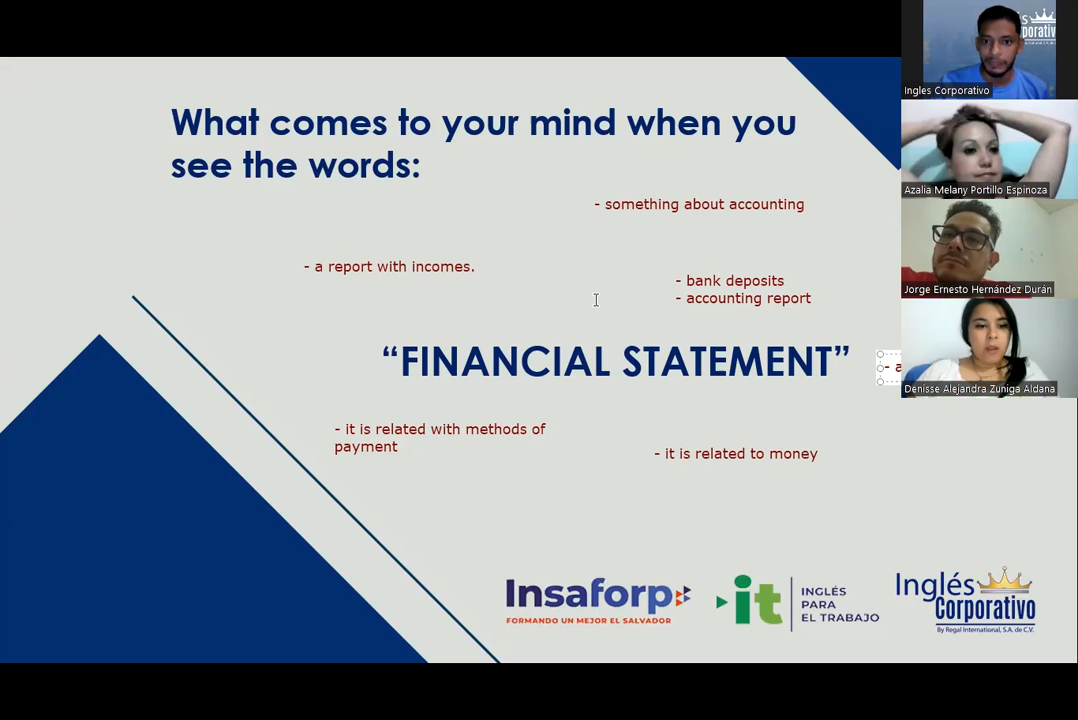 What comes to your mind when you
see the words:
- something about accounting
- a report with incomes.
- bank deposits
- accounting report
“FINANCIAL STATEMENT”
- a
- it is related with methods of
payment
- it is related to money
Insaforp
FORMANDO UN MEJOR EL SALVADOR
it
INGLÉS
PARA
EL TRABAJO
Inglés
Corporativo
By Regal International, S.A. de C.V.
Ingles Corporativo
Azalia Melany Portillo Espinoza
Jorge Ernesto Hernández Durán
Denisse Alejandra Zuniga Aldana